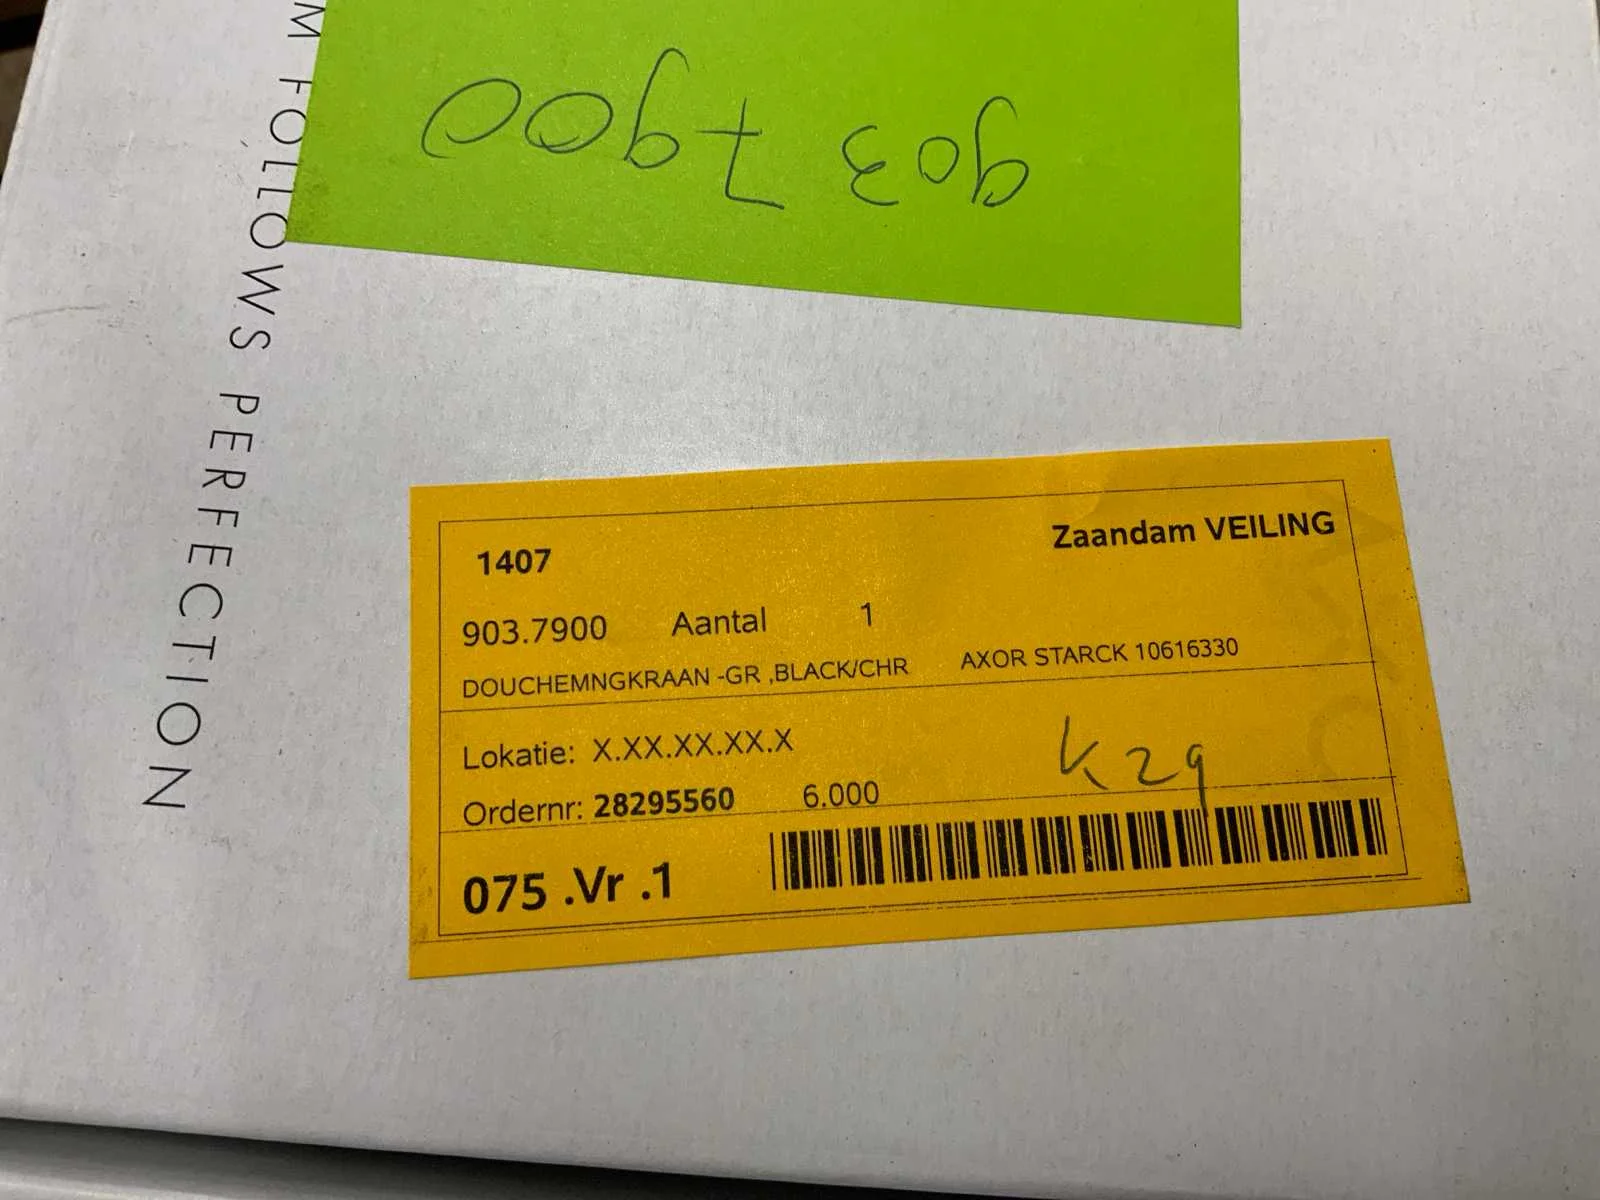 903 7900
M FOLLOWS PERFECTION
1407 Zaandam VEILING
903.7900 Aantal 1
DOUCHEMNGKRAAN -GR ,BLACK/CHR AXOR STARCK 10616330
Lokatie: X.XX.XX.XX.X
Ordernr: 28295560 6.000
K29
075 .Vr .1